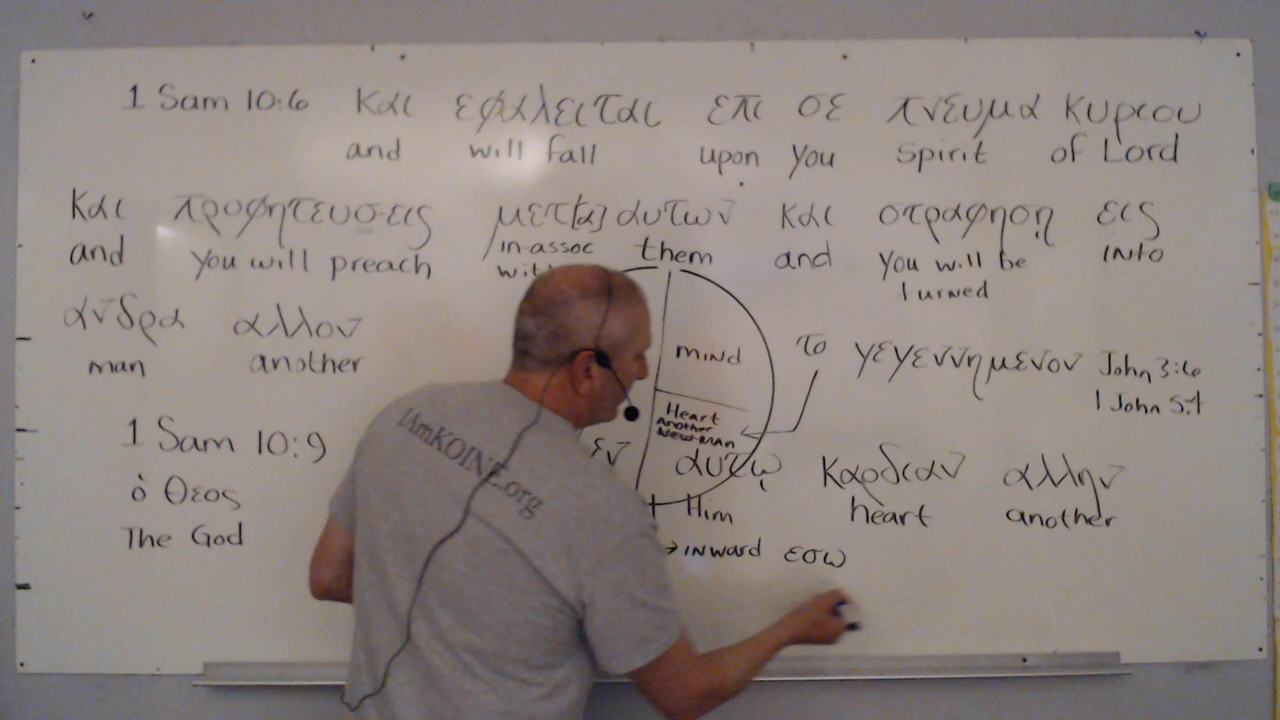 1 Sam 10:6 και εφαλειται επι σε πνευμα κυριου
and will fall upon you spirit of Lord
και προφητευσεις μετ[α] αυτων και στραφηση εις
and you will preach in-assoc them and you will be into
turned
ανδρα αλλον
man another
mind
το γεγεννημενον John 3:6
1 John 5:4
Heart
Another
New-man
1 Sam 10:9
ὁ Θεος
The God
εν αυτῳ καρδιαν αλλην
Him heart another
→ inward εσω
iAmKOINE.org